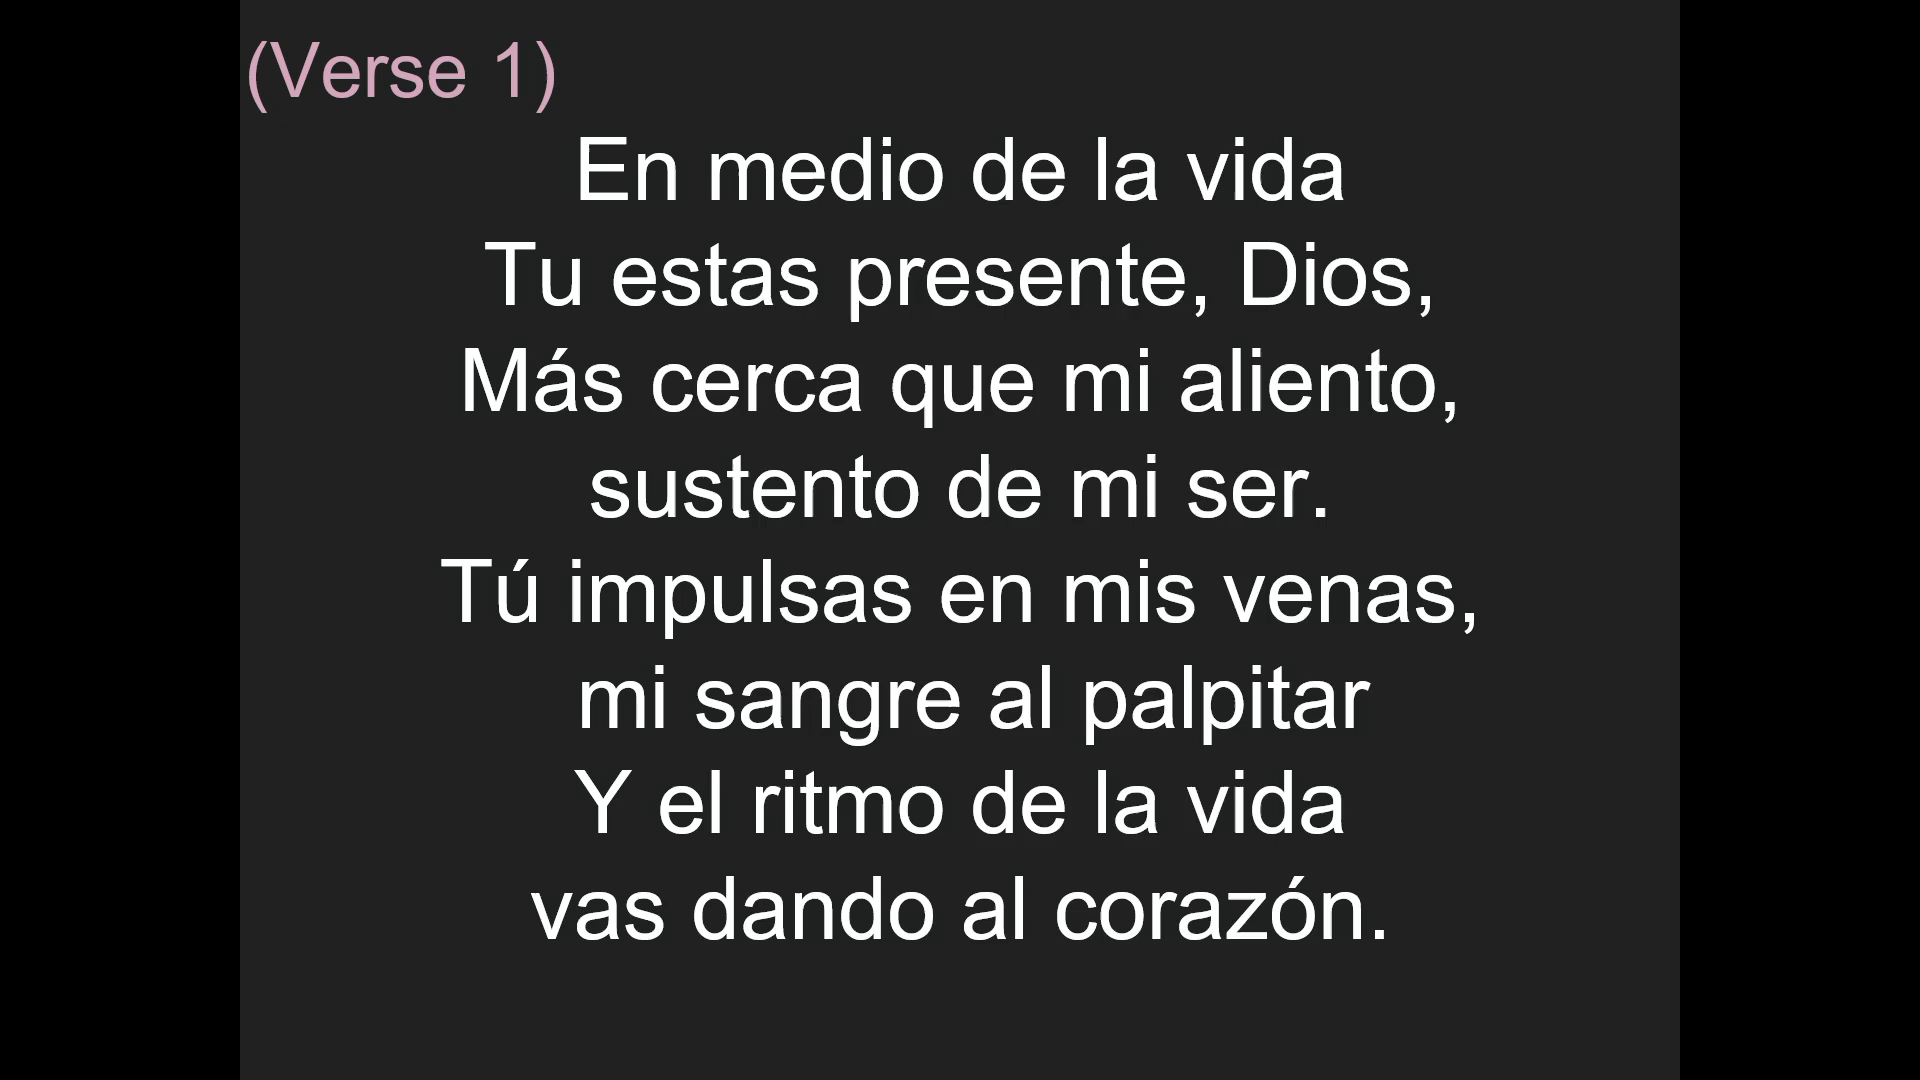 (Verse 1)
En medio de la vida
Tu estas presente, Dios,
Más cerca que mi aliento,
sustento de mi ser.
Tú impulsas en mis venas,
mi sangre al palpitar
Y el ritmo de la vida
vas dando al corazón.